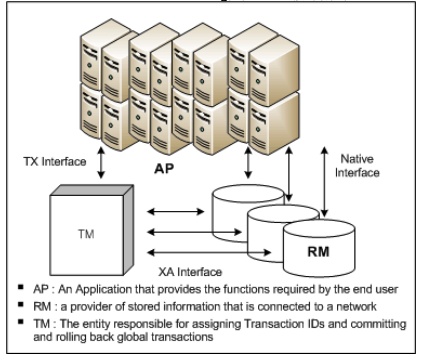 TX Interface
AP
Native
Interface
TM
RM
XA Interface
▪ AP : An Application that provides the functions required by the end user
▪ RM : a provider of stored information that is connected to a network
▪ TM : The entity responsible for assigning Transaction IDs and committing
and rolling back global transactions